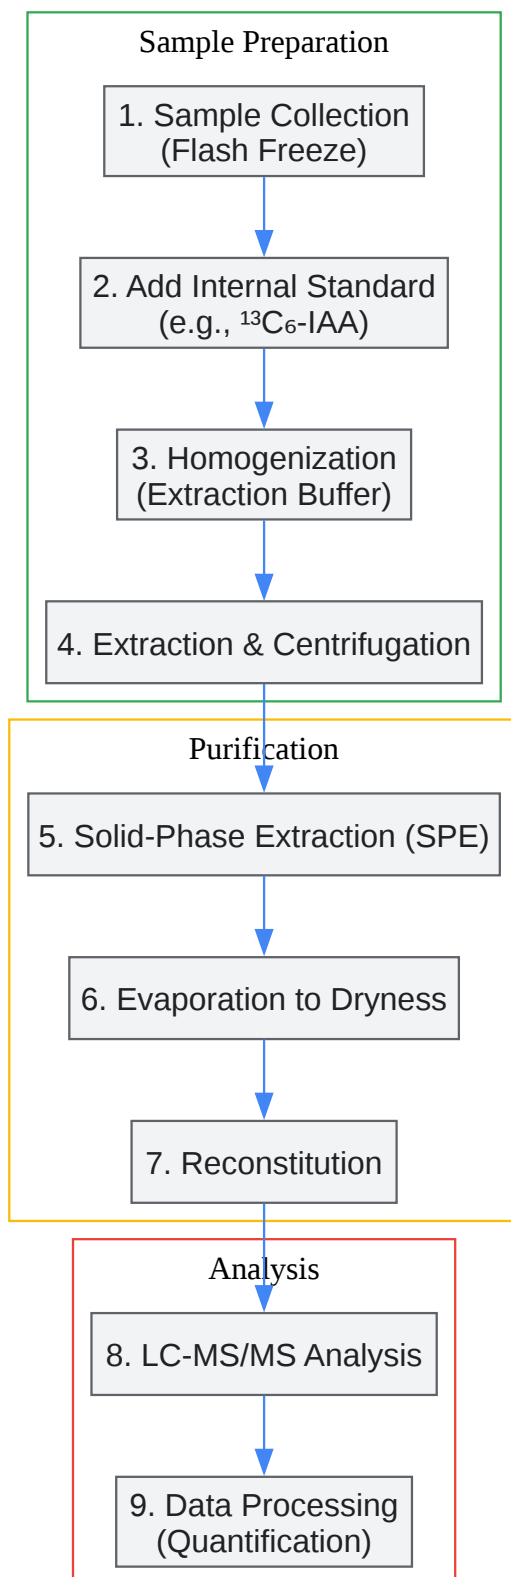 Sample Preparation
1. Sample Collection
(Flash Freeze)
2. Add Internal Standard
(e.g., ¹³C₆-IAA)
3. Homogenization
(Extraction Buffer)
4. Extraction & Centrifugation
Purification
5. Solid-Phase Extraction (SPE)
6. Evaporation to Dryness
7. Reconstitution
Analysis
8. LC-MS/MS Analysis
9. Data Processing
(Quantification)